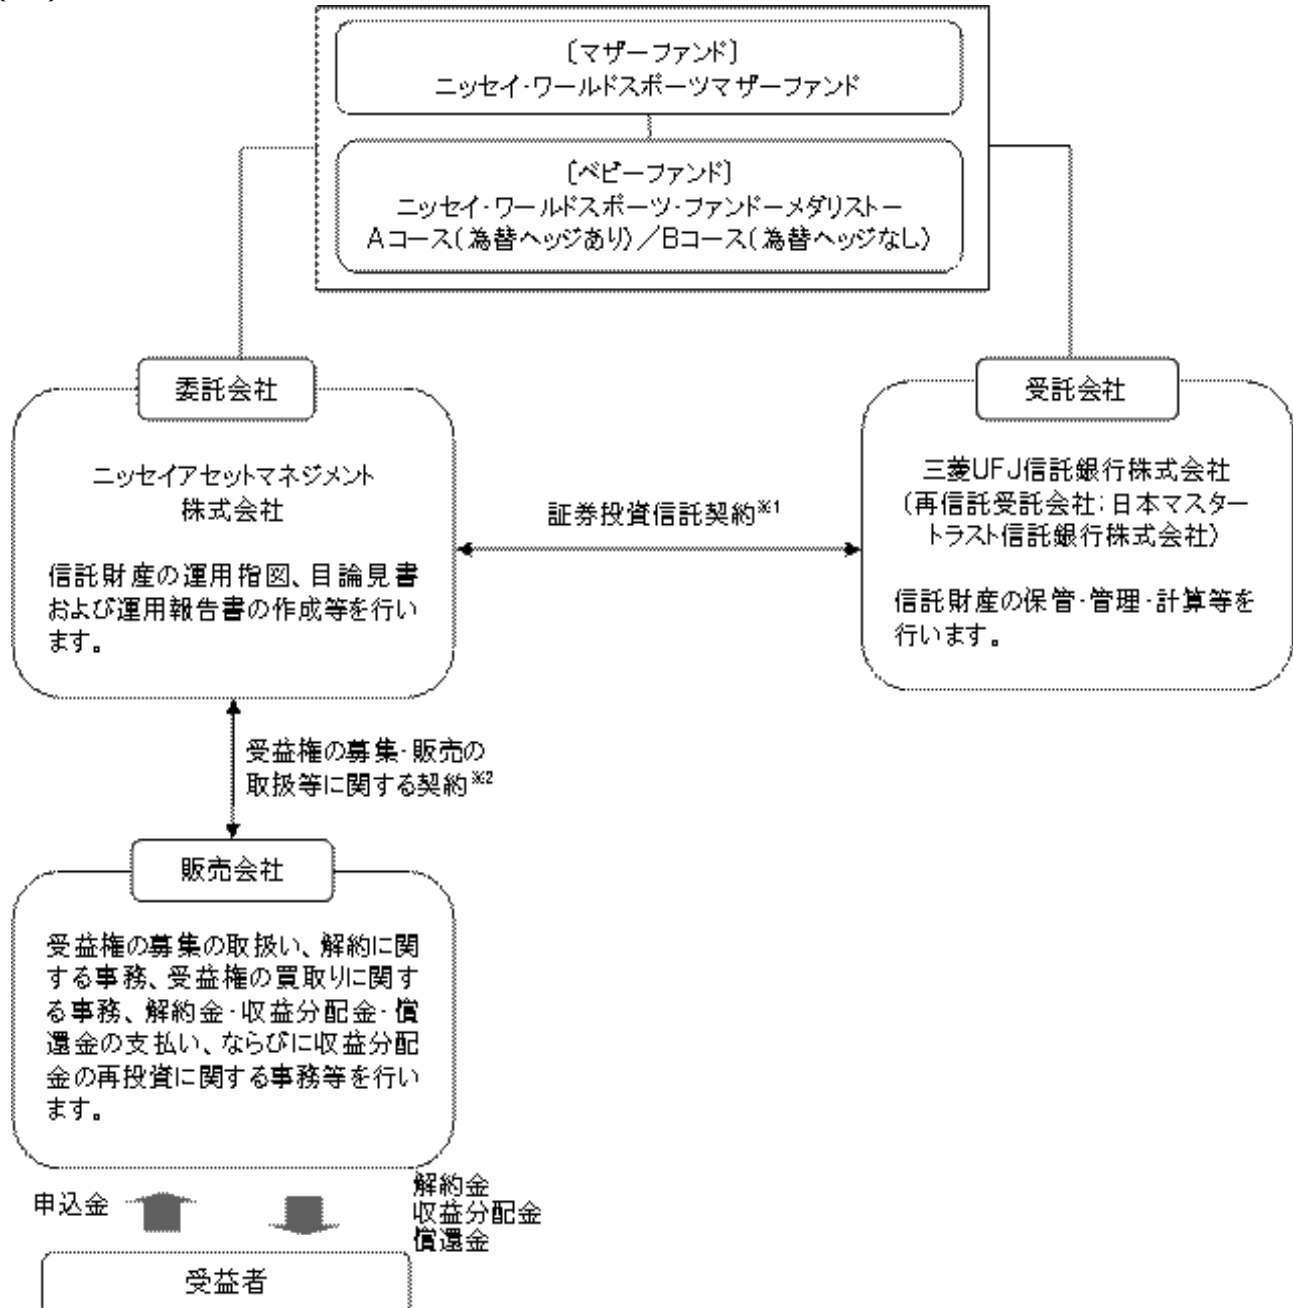 〔マザーファンド〕
ニッセイ・ワールドスポーツマザーファンド
〔ベビーファンド〕
ニッセイ・ワールドスポーツ・ファンドーメダリストー
Aコース(為替ヘッジあり)／Bコース(為替ヘッジなし)
委託会社
ニッセイアセットマネジメント
株式会社
信託財産の運用指図、目論見書
および運用報告書の作成等を行い
ます。
証券投資信託契約※1
受託会社
三菱UFJ信託銀行株式会社
(再信託受託会社：日本マスター
トラスト信託銀行株式会社)
信託財産の保管・管理・計算等を
行います。
受益権の募集・販売の
取扱等に関する契約※2
販売会社
受益権の募集の取扱い、解約に関
する事務、受益権の買取りに関す
る事務、解約金・収益分配金・償
還金の支払い、ならびに収益分配
金の再投資に関する事務等を行い
ます。
申込金
解約金
収益分配金
償還金
受益者